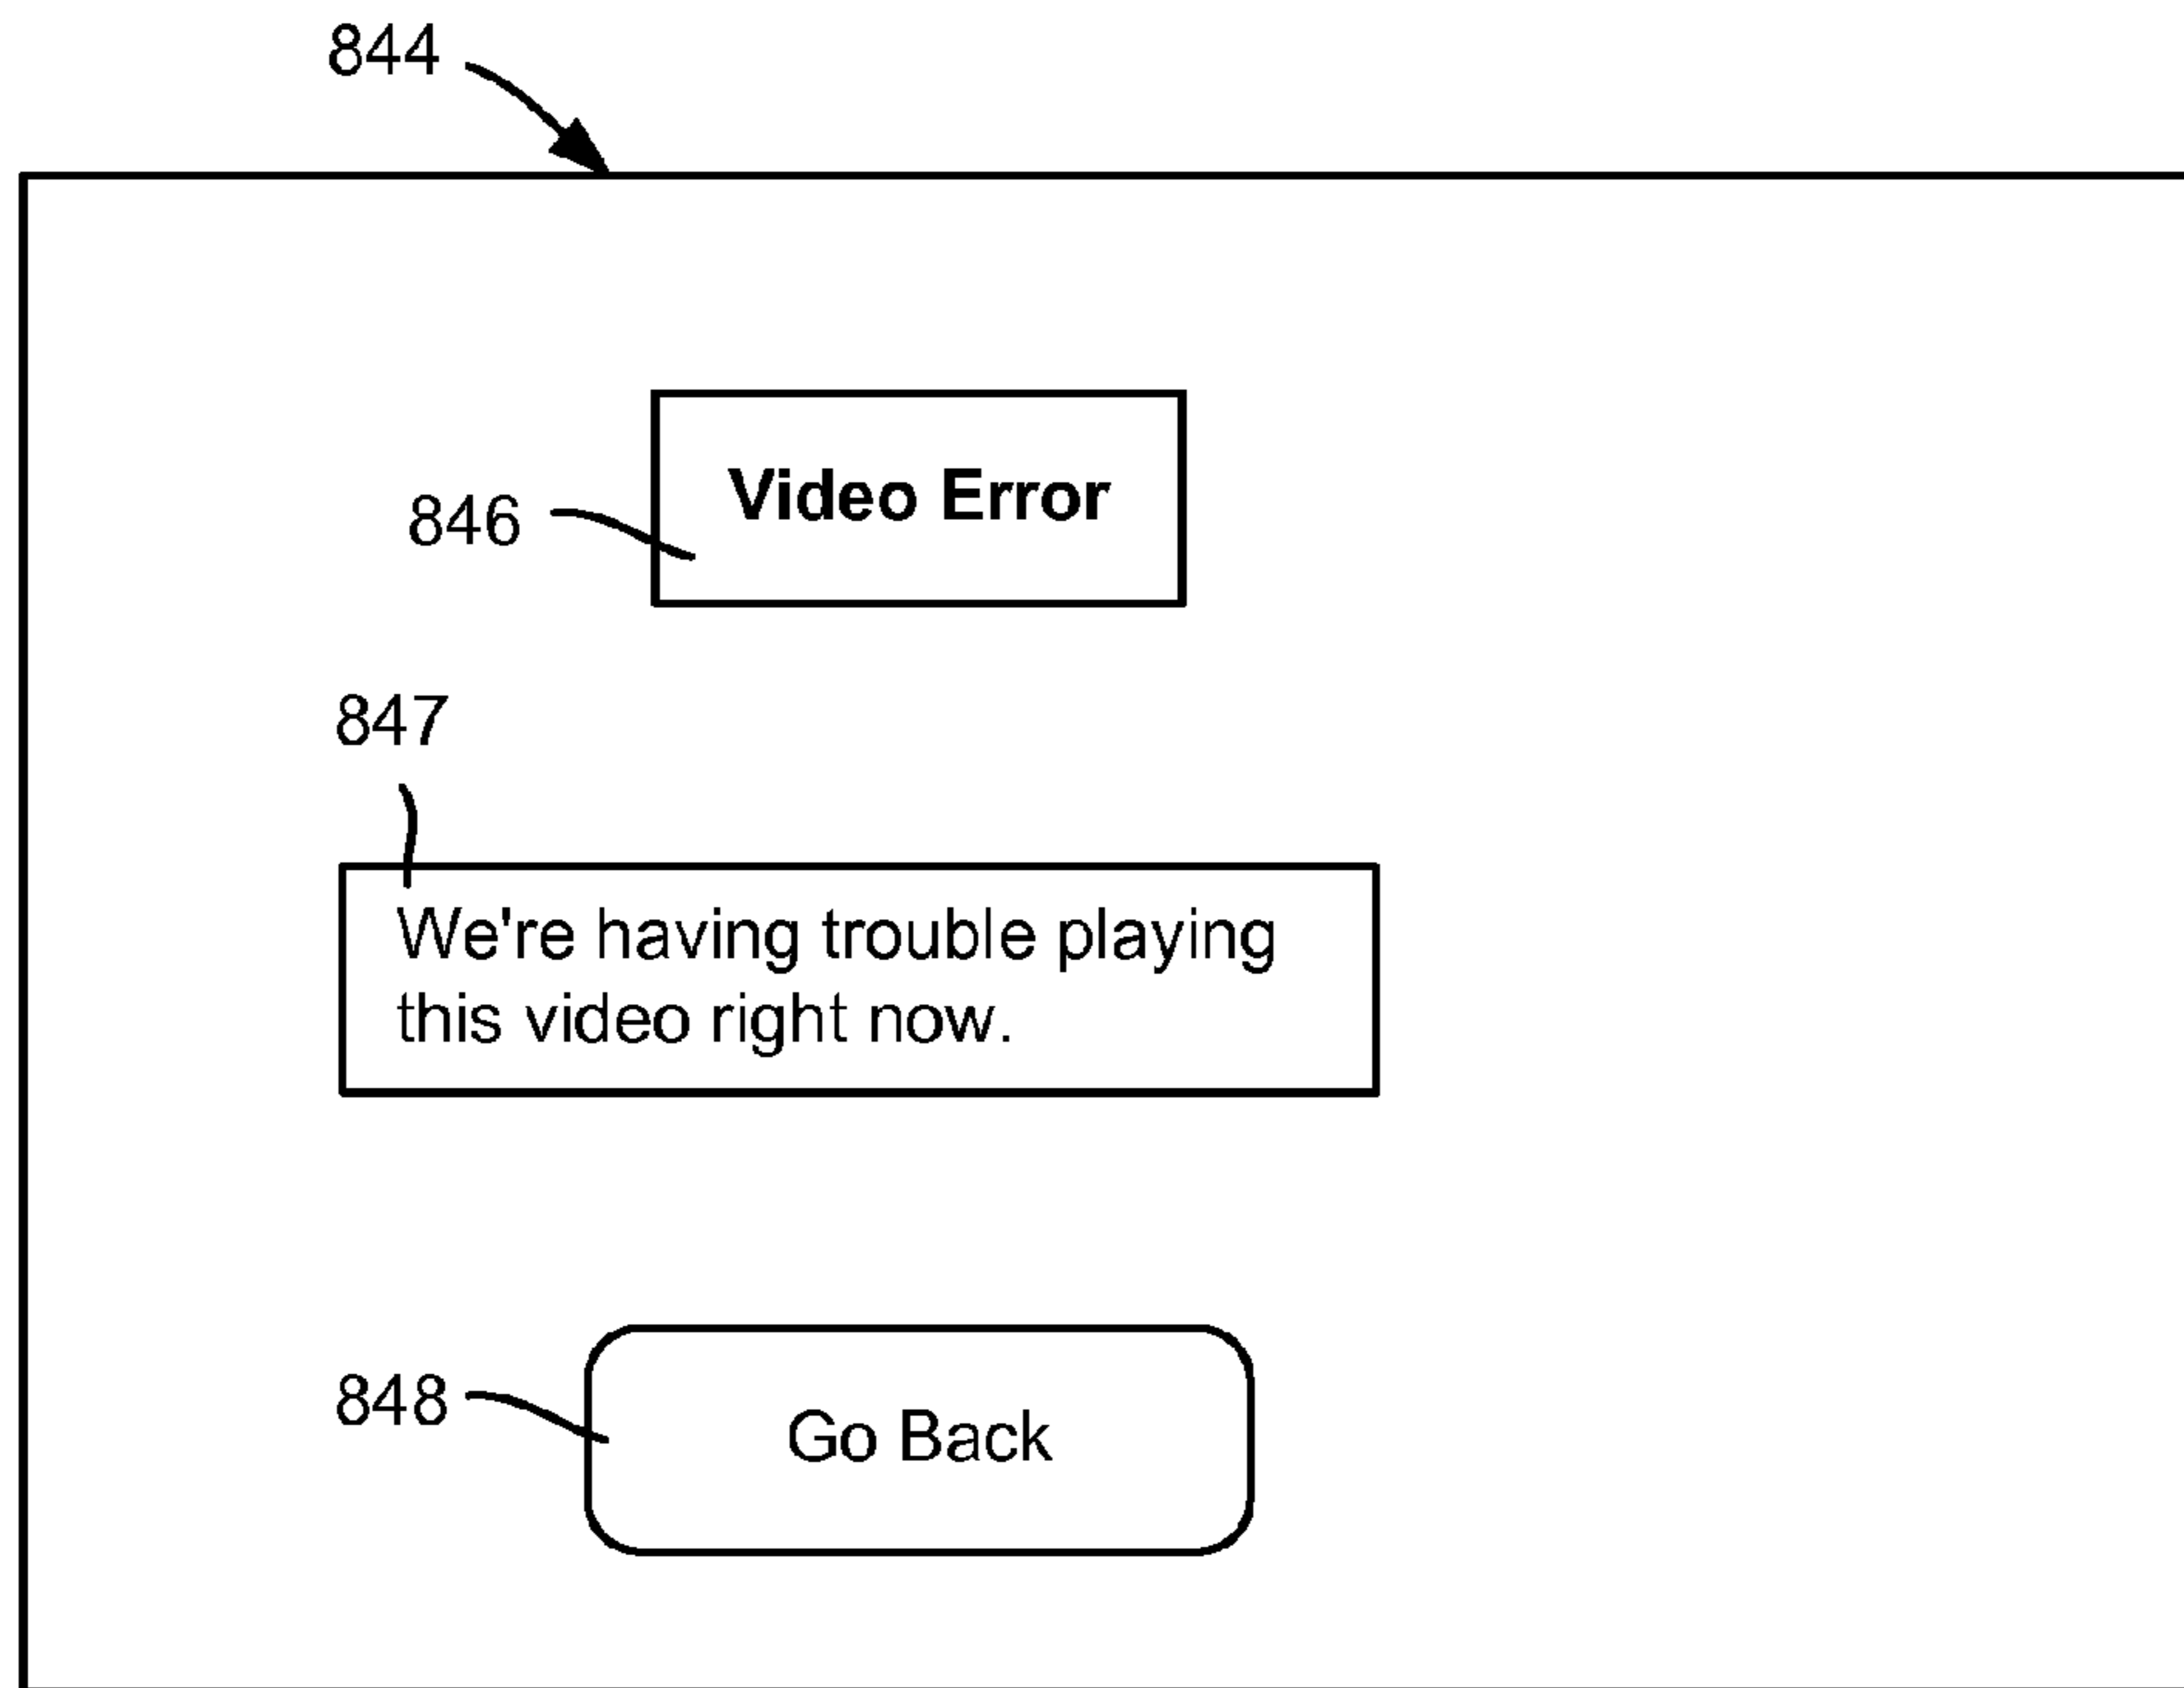 844
Video Error
846
847
We're having trouble playing
this video right now.
848
Go Back